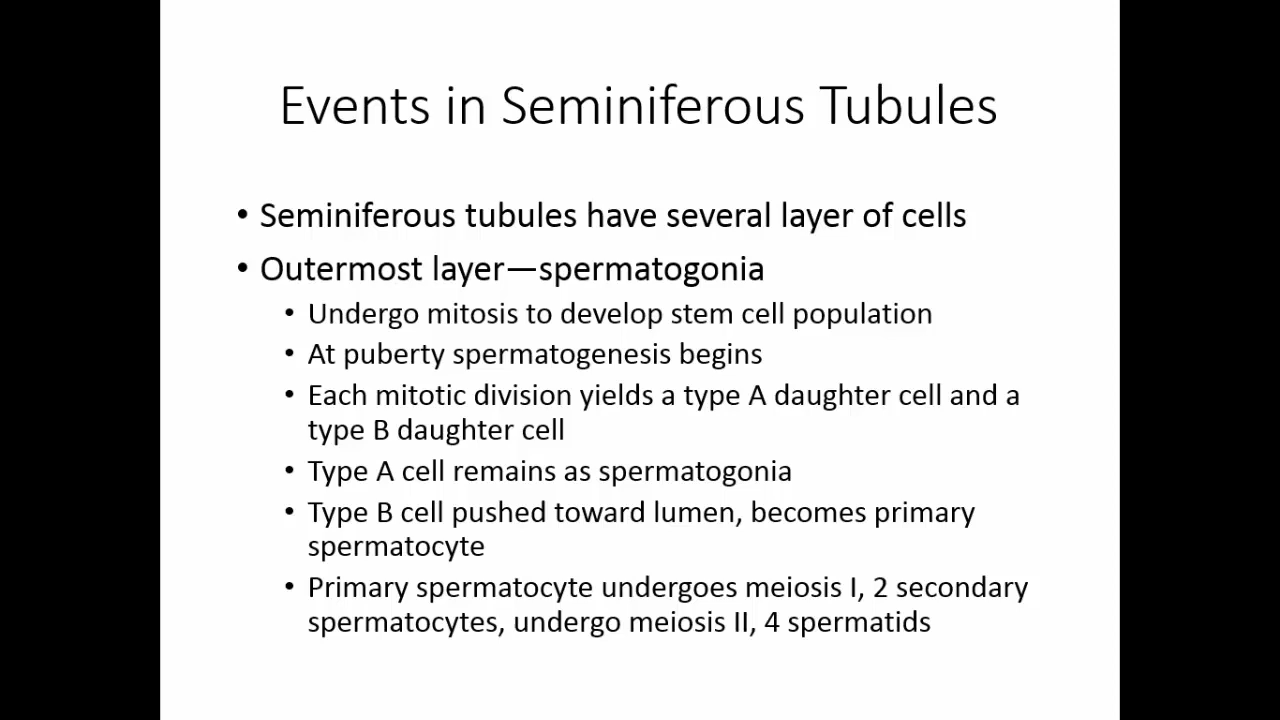 Events in Seminiferous Tubules
• Seminiferous tubules have several layer of cells
• Outermost layer—spermatogonia
• Undergo mitosis to develop stem cell population
• At puberty spermatogenesis begins
• Each mitotic division yields a type A daughter cell and a
type B daughter cell
• Type A cell remains as spermatogonia
• Type B cell pushed toward lumen, becomes primary
spermatocyte
• Primary spermatocyte undergoes meiosis I, 2 secondary
spermatocytes, undergo meiosis II, 4 spermatids